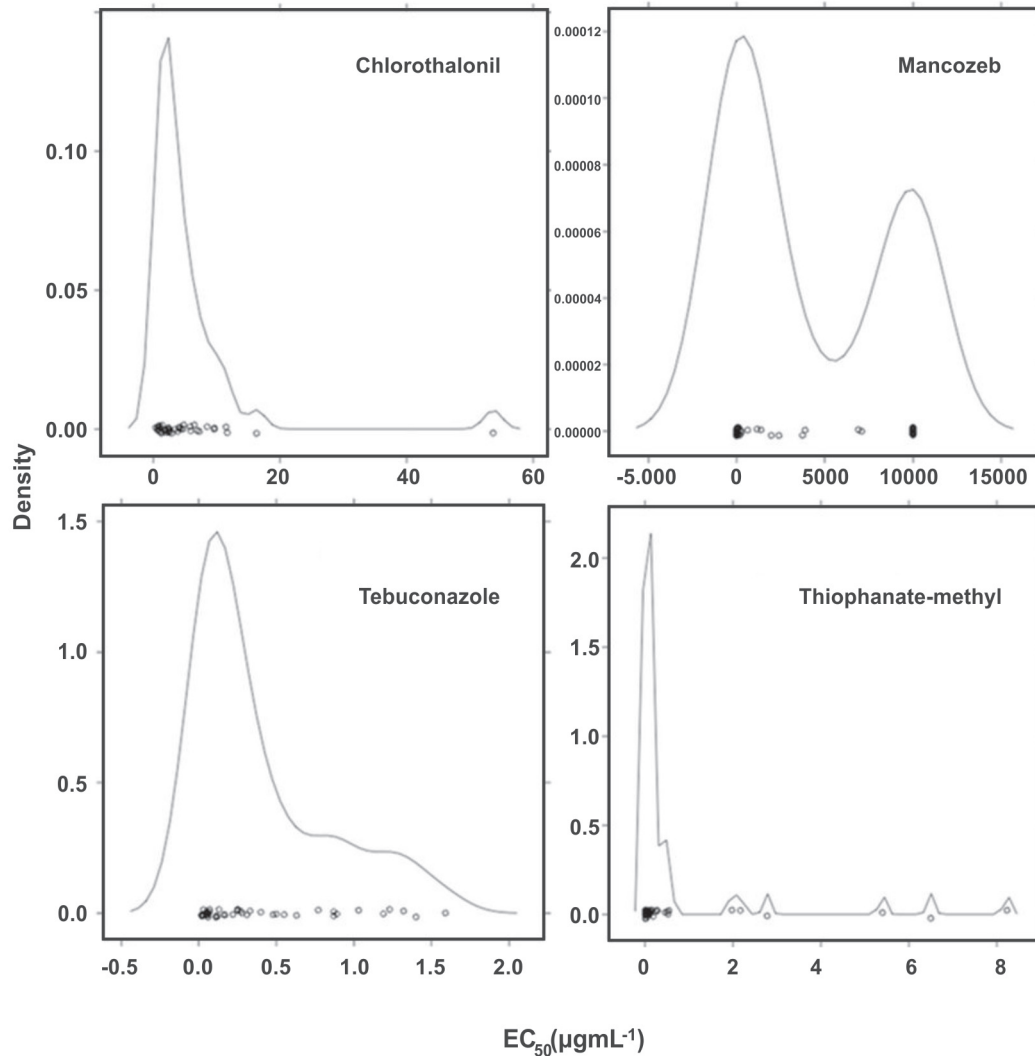 Chlorothalonil
0.10
0.05
0.00
0 20 40 60
Mancozeb
0.00012
0.00010
0.00008
0.00006
0.00004
0.00002
0.00000
-5.000 0 5000 10000 15000
Density
Tebuconazole
1.5
1.0
0.5
0.0
-0.5 0.0 0.5 1.0 1.5 2.0
Thiophanate-methyl
2.0
1.5
1.0
0.5
0.0
0 2 4 6 8
EC50(µgmL-1)